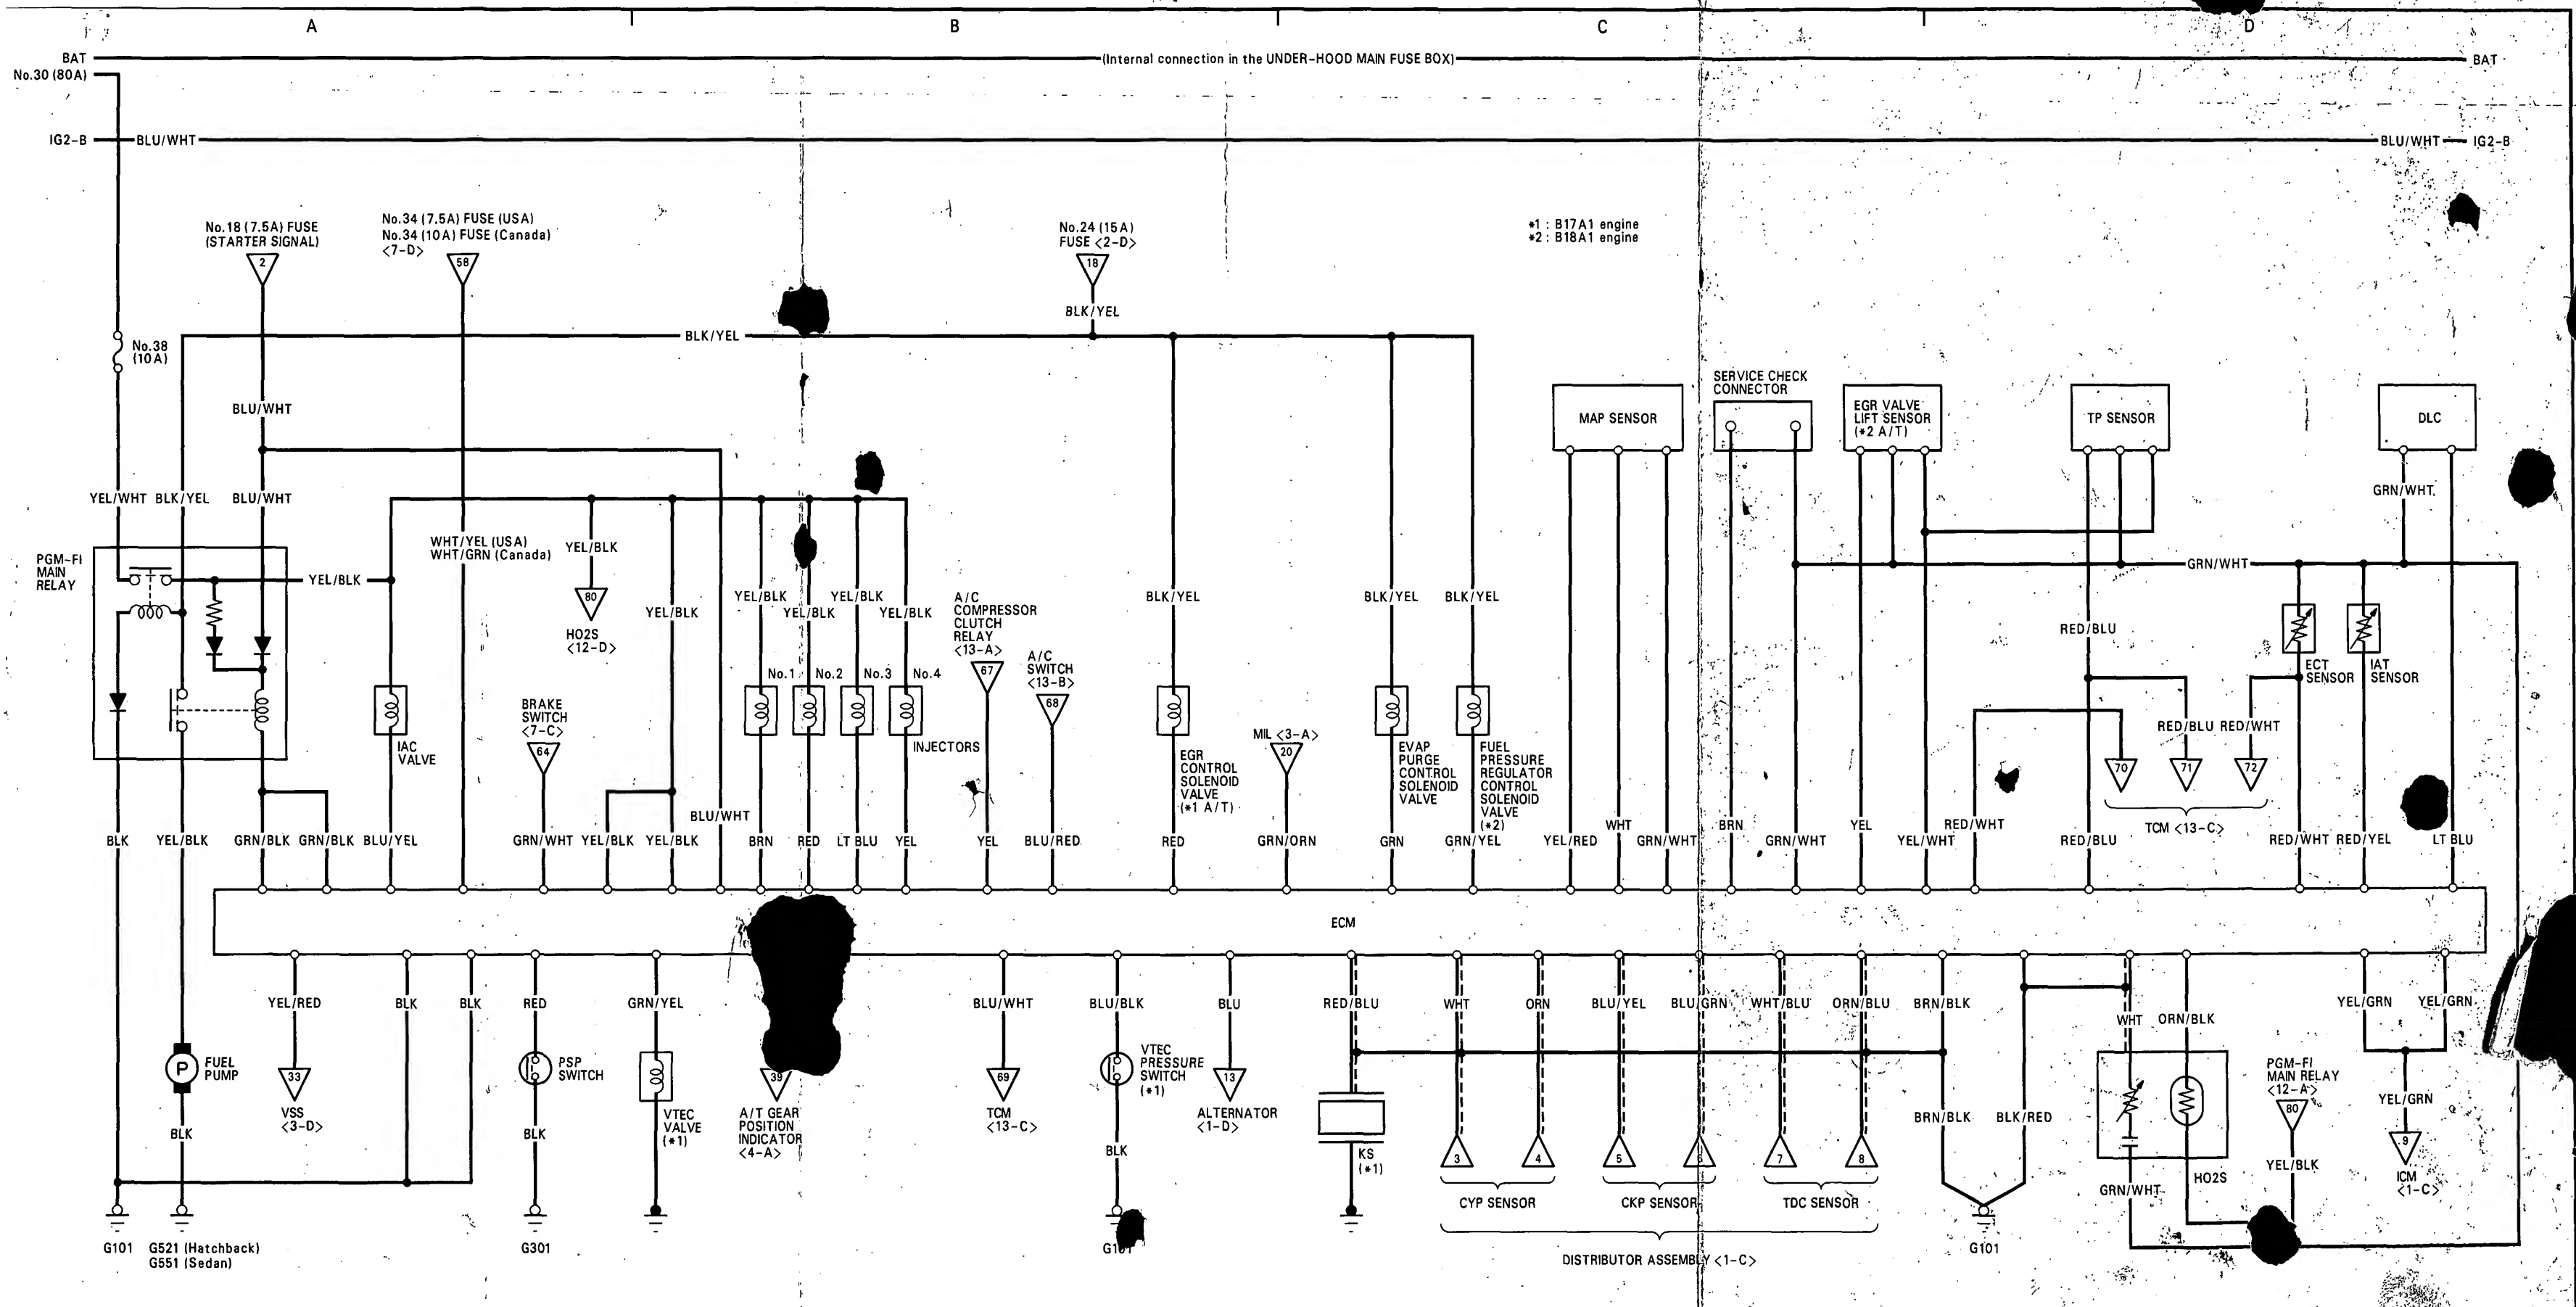 A
B
C
D
BAT
(Internal connection in the UNDER-HOOD MAIN FUSE BOX)
BAT
No.30 (80A)
IG2-B
BLU/WHT
BLU/WHT
IG2-B
No.18 (7.5A) FUSE
(STARTER SIGNAL)
2
No.34 (7.5A) FUSE (USA)
No.34 (10A) FUSE (Canada)
<7-D>
58
No.24 (15A)
FUSE <2-D>
18
*1 : B17A1 engine
*2 : B18A1 engine
BLK/YEL
BLK/YEL
No.38
(10A)
BLU/WHT
MAP SENSOR
SERVICE CHECK
CONNECTOR
EGR VALVE
LIFT SENSOR
(*2 A/T)
TP SENSOR
DLC
YEL/WHT
BLK/YEL
BLU/WHT
GRN/WHT
PGM-FI
MAIN
RELAY
YEL/BLK
WHT/YEL (USA)
WHT/GRN (Canada)
YEL/BLK
80
HO2S
<12-D>
YEL/BLK
YEL/BLK
YEL/BLK
YEL/BLK
YEL/BLK
A/C
COMPRESSOR
CLUTCH
RELAY
<13-A>
67
A/C
SWITCH
<13-B>
68
BLK/YEL
BLK/YEL
BLK/YEL
GRN/WHT
RED/BLU
ECT
SENSOR
IAT
SENSOR
No.1
No.2
No.3
No.4
INJECTORS
IAC
VALVE
BRAKE
SWITCH
<7-C>
64
EGR
CONTROL
SOLENOID
VALVE
(*1 A/T)
MIL <3-A>
20
EVAP
PURGE
CONTROL
SOLENOID
VALVE
FUEL
PRESSURE
REGULATOR
CONTROL
SOLENOID
VALVE
(*2)
RED/BLU
RED/WHT
70
71
72
TCM <13-C>
BLU/WHT
WHT
BRN
YEL
RED/WHT
BLK
YEL/BLK
GRN/BLK
GRN/BLK
BLU/YEL
GRN/WHT
YEL/BLK
YEL/BLK
BRN
RED
LT BLU
YEL
YEL
BLU/RED
RED
GRN/ORN
GRN
GRN/YEL
YEL/RED
GRN/WHT
GRN/WHT
YEL/WHT
RED/BLU
RED/WHT
RED/YEL
LT BLU
ECM
YEL/RED
BLK
BLK
RED
GRN/YEL
BLU/WHT
BLU/BLK
BLU
RED/BLU
WHT
ORN
BLU/YEL
BLU/GRN
WHT/BLU
ORN/BLU
BRN/BLK
WHT
ORN/BLK
YEL/GRN
YEL/GRN
P
FUEL
PUMP
33
VSS
<3-D>
PSP
SWITCH
VTEC
VALVE
(*1)
39
A/T GEAR
POSITION
INDICATOR
<4-A>
69
TCM
<13-C>
VTEC
PRESSURE
SWITCH
(*1)
13
ALTERNATOR
<1-D>
KS
(*1)
BLK
BLK
BLK
BRN/BLK
BLK/RED
PGM-FI
MAIN RELAY
<12-A>
80
YEL/BLK
YEL/GRN
9
ICM
<1-C>
3
4
5
6
7
8
CYP SENSOR
CKP SENSOR
TDC SENSOR
DISTRIBUTOR ASSEMBLY <1-C>
GRN/WHT
HO2S
G101
G521 (Hatchback)
G551 (Sedan)
G301
G101
G101